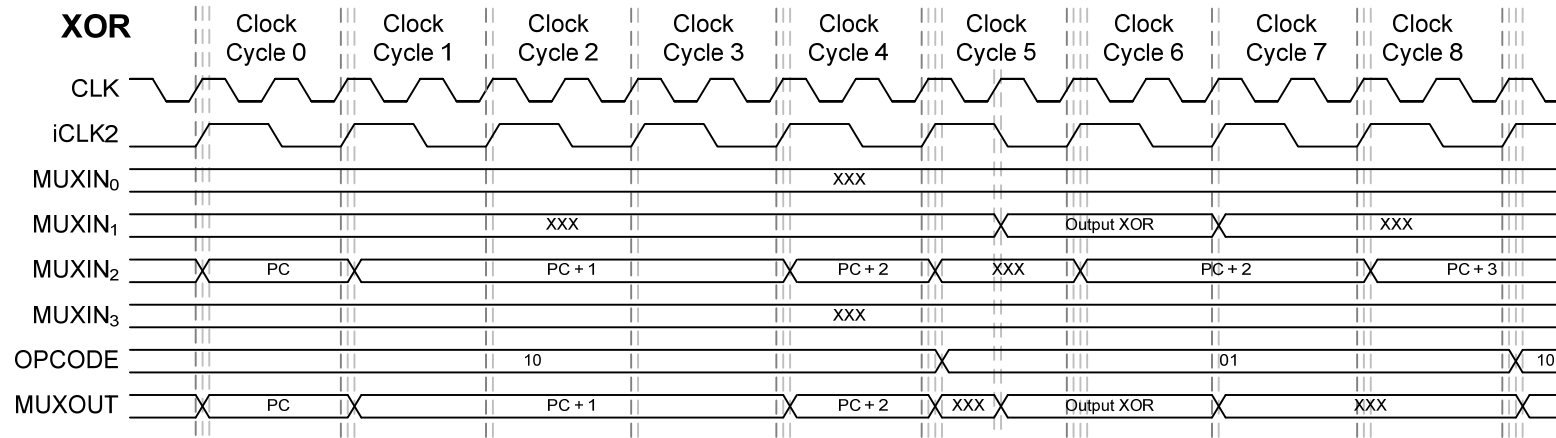 XOR
Clock Cycle 0 Clock Cycle 1 Clock Cycle 2 Clock Cycle 3 Clock Cycle 4 Clock Cycle 5 Clock Cycle 6 Clock Cycle 7 Clock Cycle 8
CLK
iCLK2
MUXIN0 XXX
MUXIN1 XXX Output XOR XXX
MUXIN2 PC PC + 1 PC + 2 XXX PC + 2 PC + 3
MUXIN3 XXX
OPCODE 10 01 10
MUXOUT PC PC + 1 PC + 2 XXX Output XOR XXX